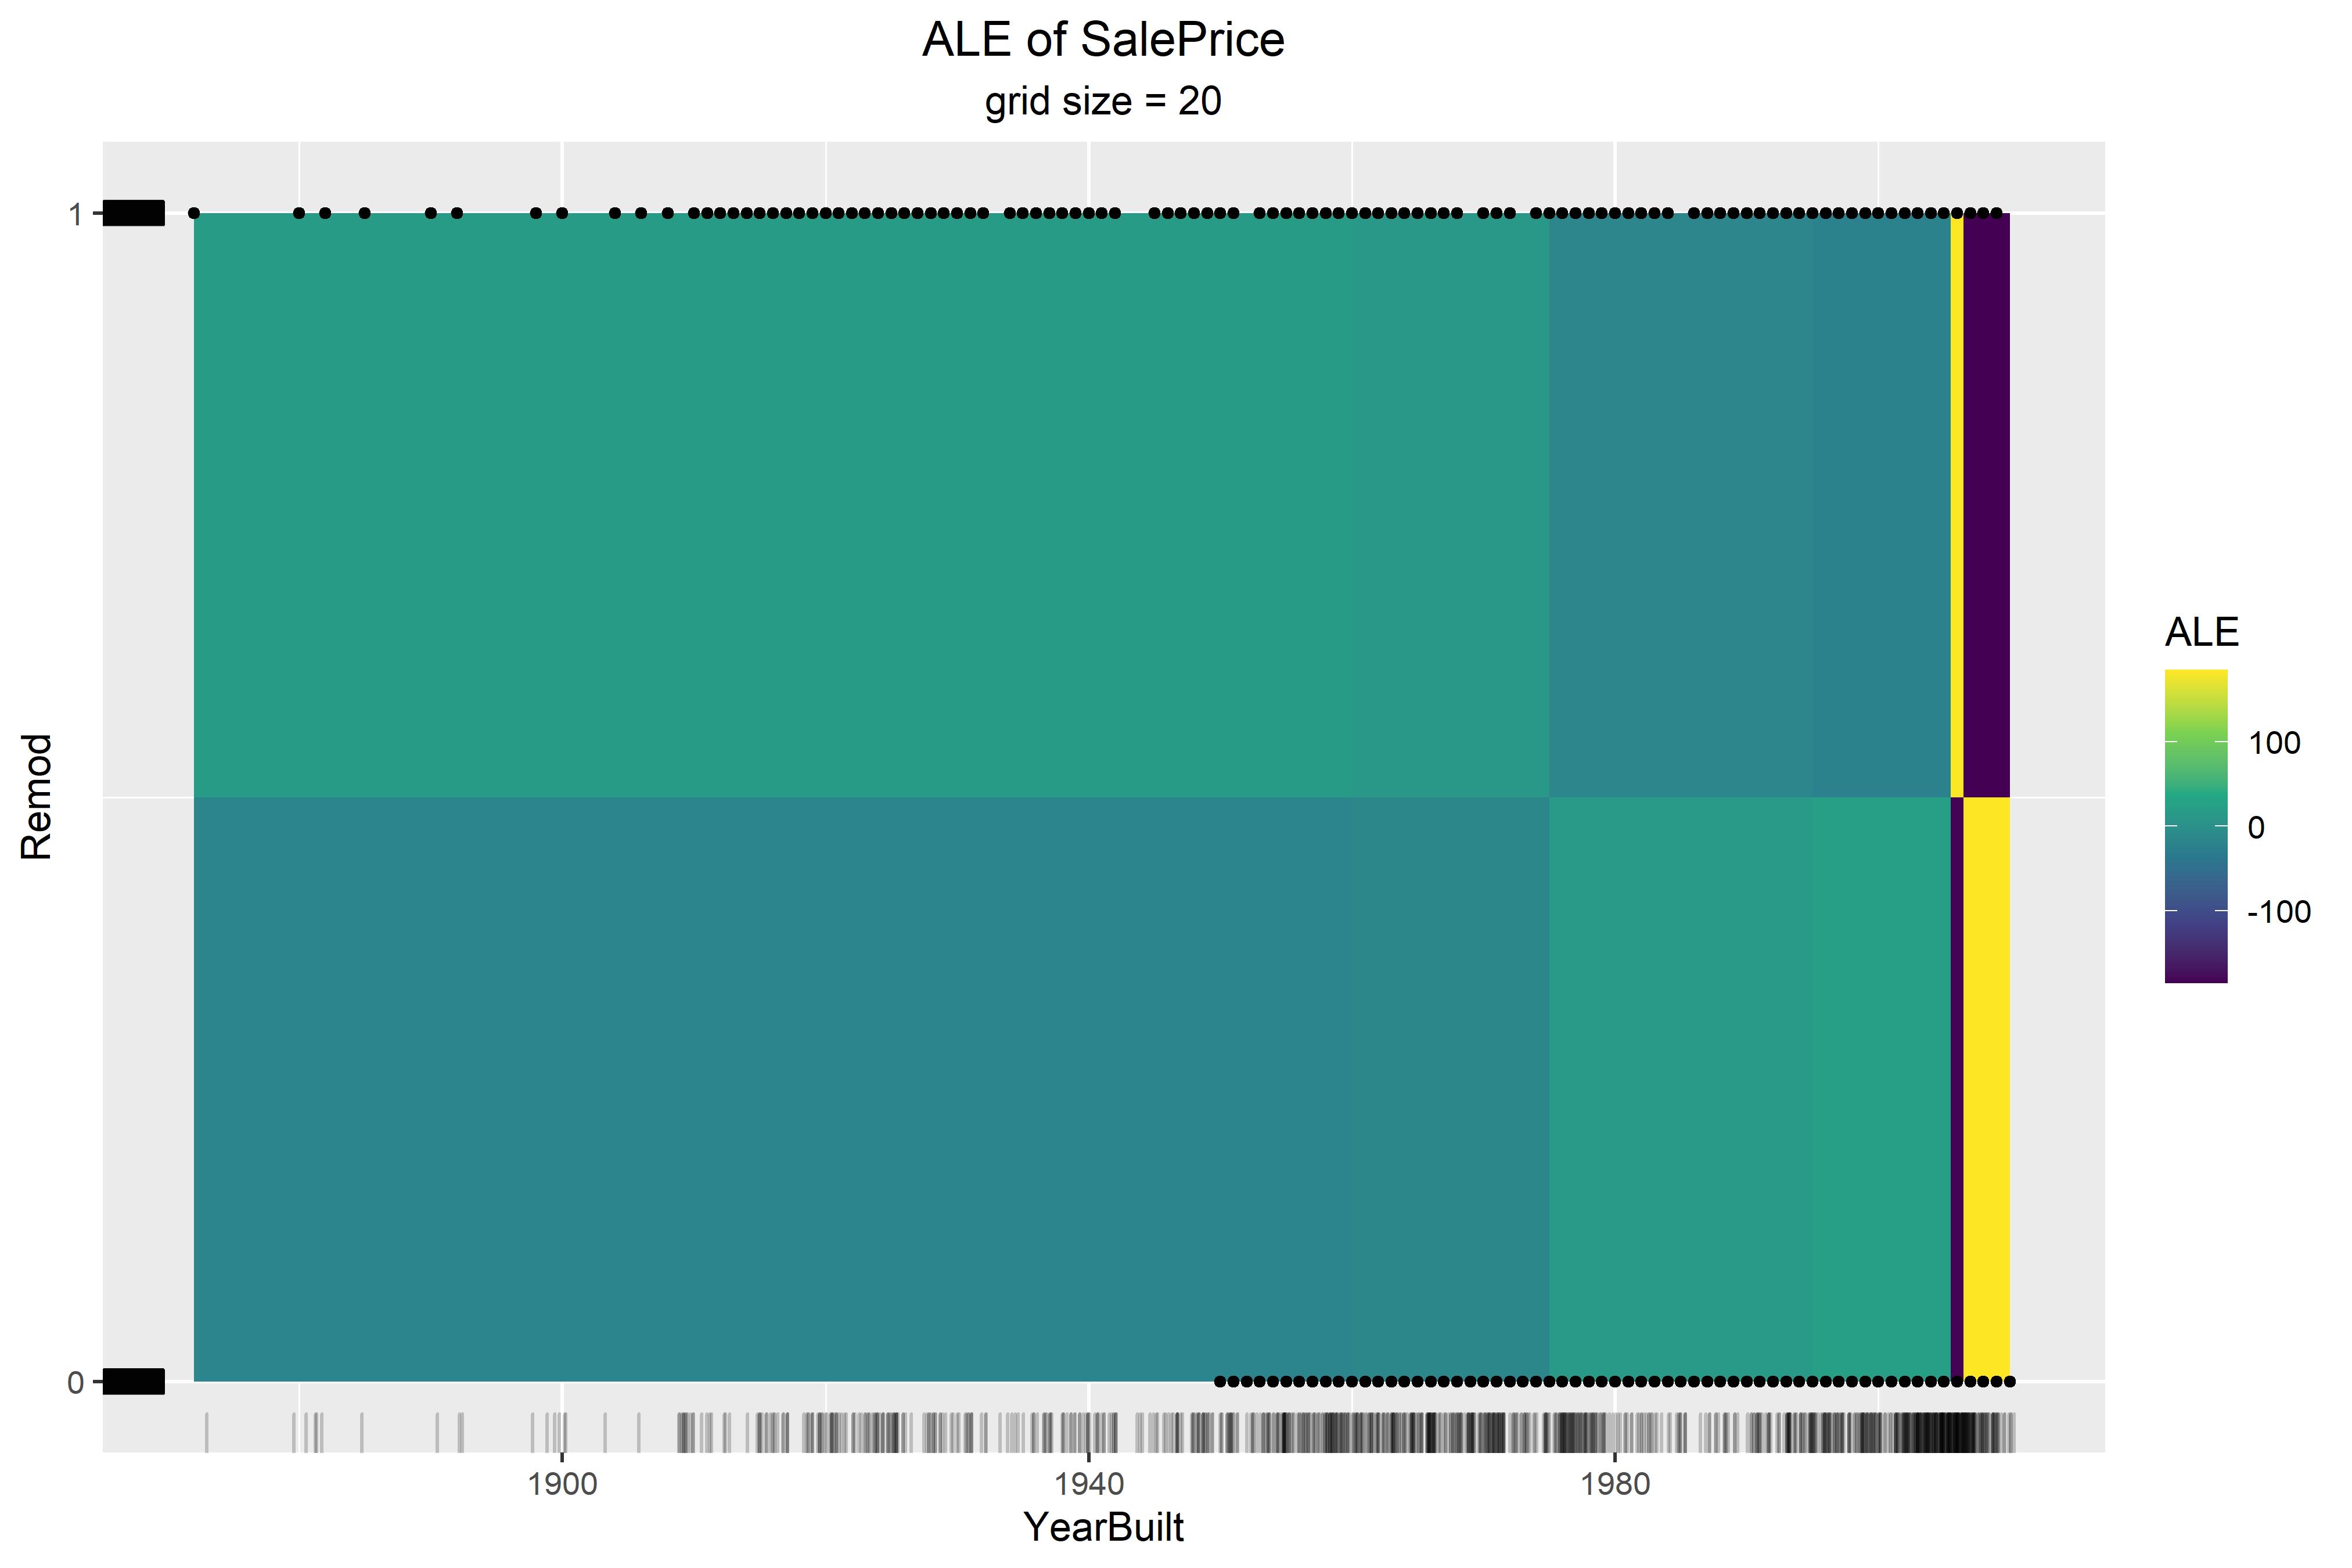 ALE of SalePrice
grid size = 20
1
Remod
0
1900
1940
1980
YearBuilt
ALE
100
0
-100